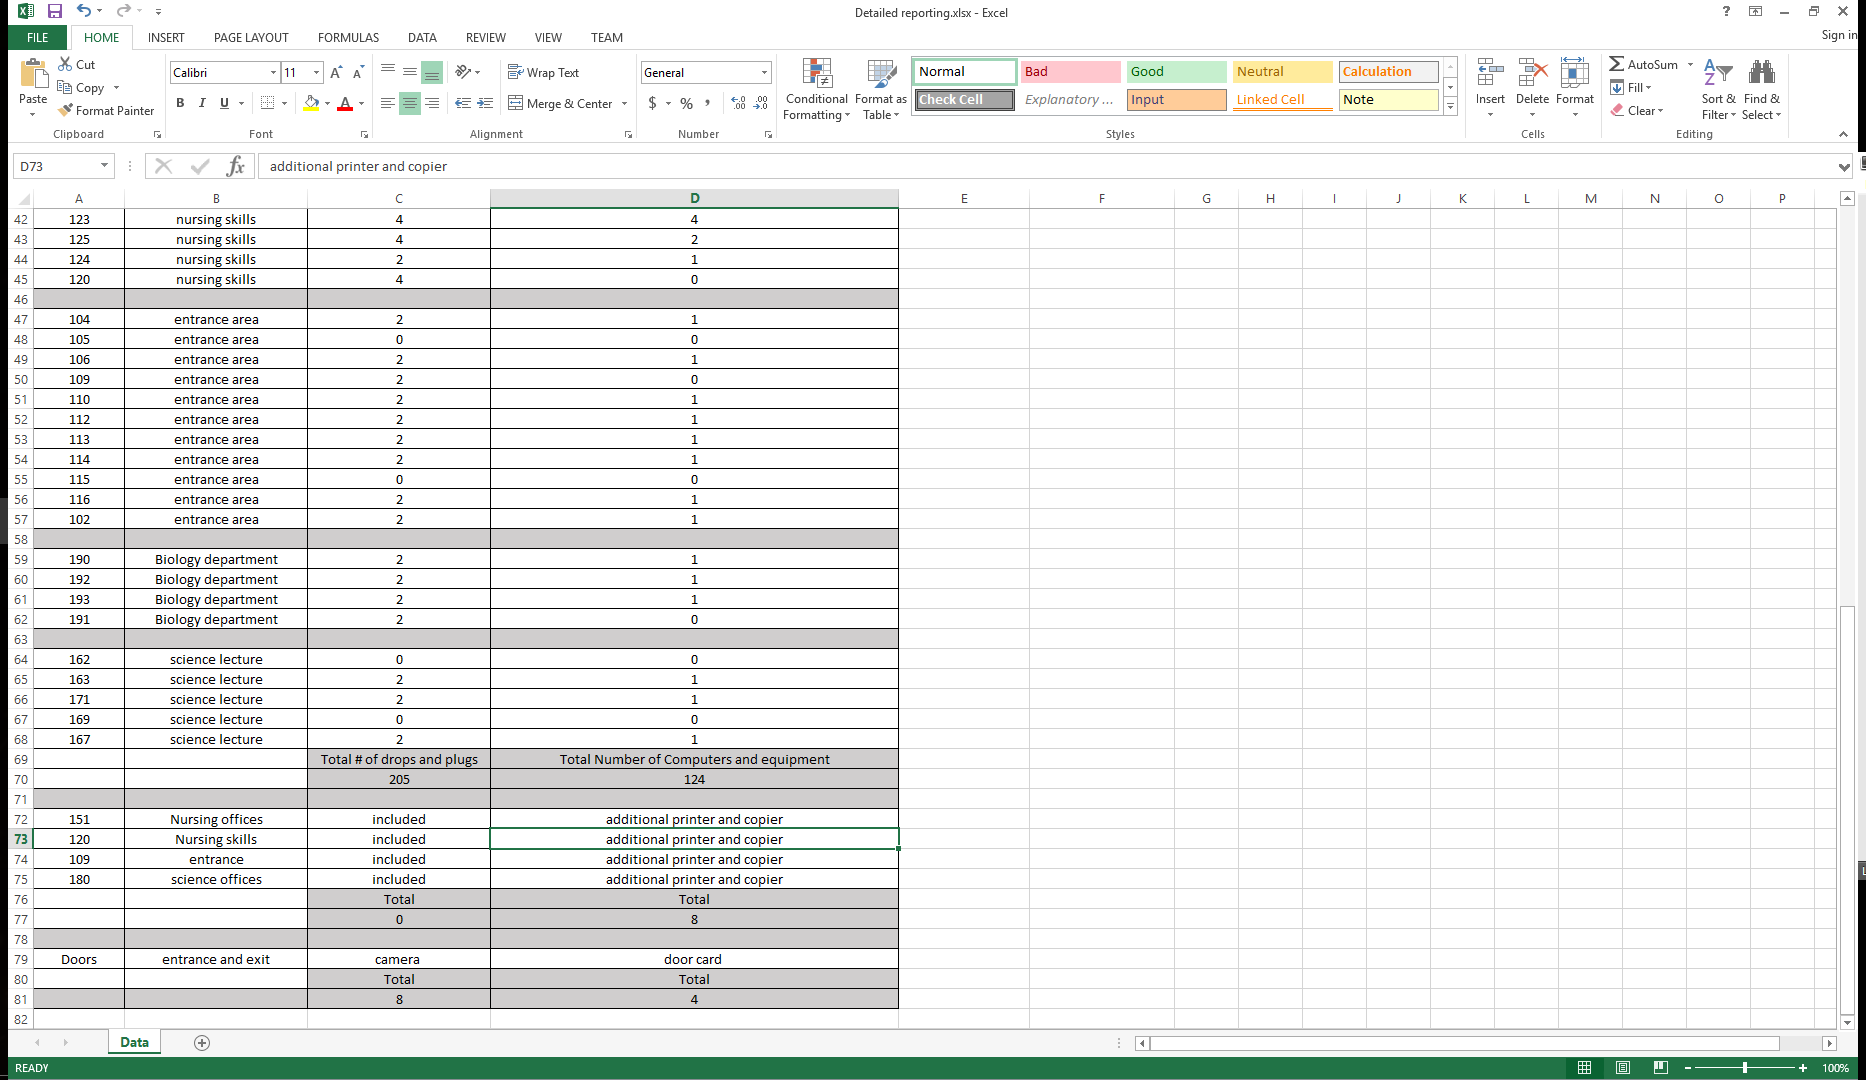 Detailed reporting.xlsx - Excel
?
Sign in
FILE HOME INSERT PAGE LAYOUT FORMULAS DATA REVIEW VIEW TEAM
Paste
Cut
Copy
Format Painter
Clipboard
Calibri 11
A A
B I U A
Font
Wrap Text
Merge & Center
Alignment
General
$ % , .0 .00
Number
Conditional Formatting
Format as Table
Normal Bad Good Neutral Calculation
Check Cell Explanatory ... Input Linked Cell Note
Styles
Insert Delete Format
Cells
AutoSum
Fill
Clear
Sort & Filter
Find & Select
Editing
D73 fx additional printer and copier
A B C D E F G H I J K L M N O P
42 123 nursing skills 4 4
43 125 nursing skills 4 2
44 124 nursing skills 2 1
45 120 nursing skills 4 0
46
47 104 entrance area 2 1
48 105 entrance area 0 0
49 106 entrance area 2 1
50 109 entrance area 2 0
51 110 entrance area 2 1
52 112 entrance area 2 1
53 113 entrance area 2 1
54 114 entrance area 2 1
55 115 entrance area 0 0
56 116 entrance area 2 1
57 102 entrance area 2 1
58
59 190 Biology department 2 1
60 192 Biology department 2 1
61 193 Biology department 2 1
62 191 Biology department 2 0
63
64 162 science lecture 0 0
65 163 science lecture 2 1
66 171 science lecture 2 1
67 169 science lecture 0 0
68 167 science lecture 2 1
69 Total # of drops and plugs Total Number of Computers and equipment
70 205 124
71
72 151 Nursing offices included additional printer and copier
73 120 Nursing skills included additional printer and copier
74 109 entrance included additional printer and copier
75 180 science offices included additional printer and copier
76 Total Total
77 0 8
78
79 Doors entrance and exit camera door card
80 Total Total
81 8 4
82
Data
READY
100%